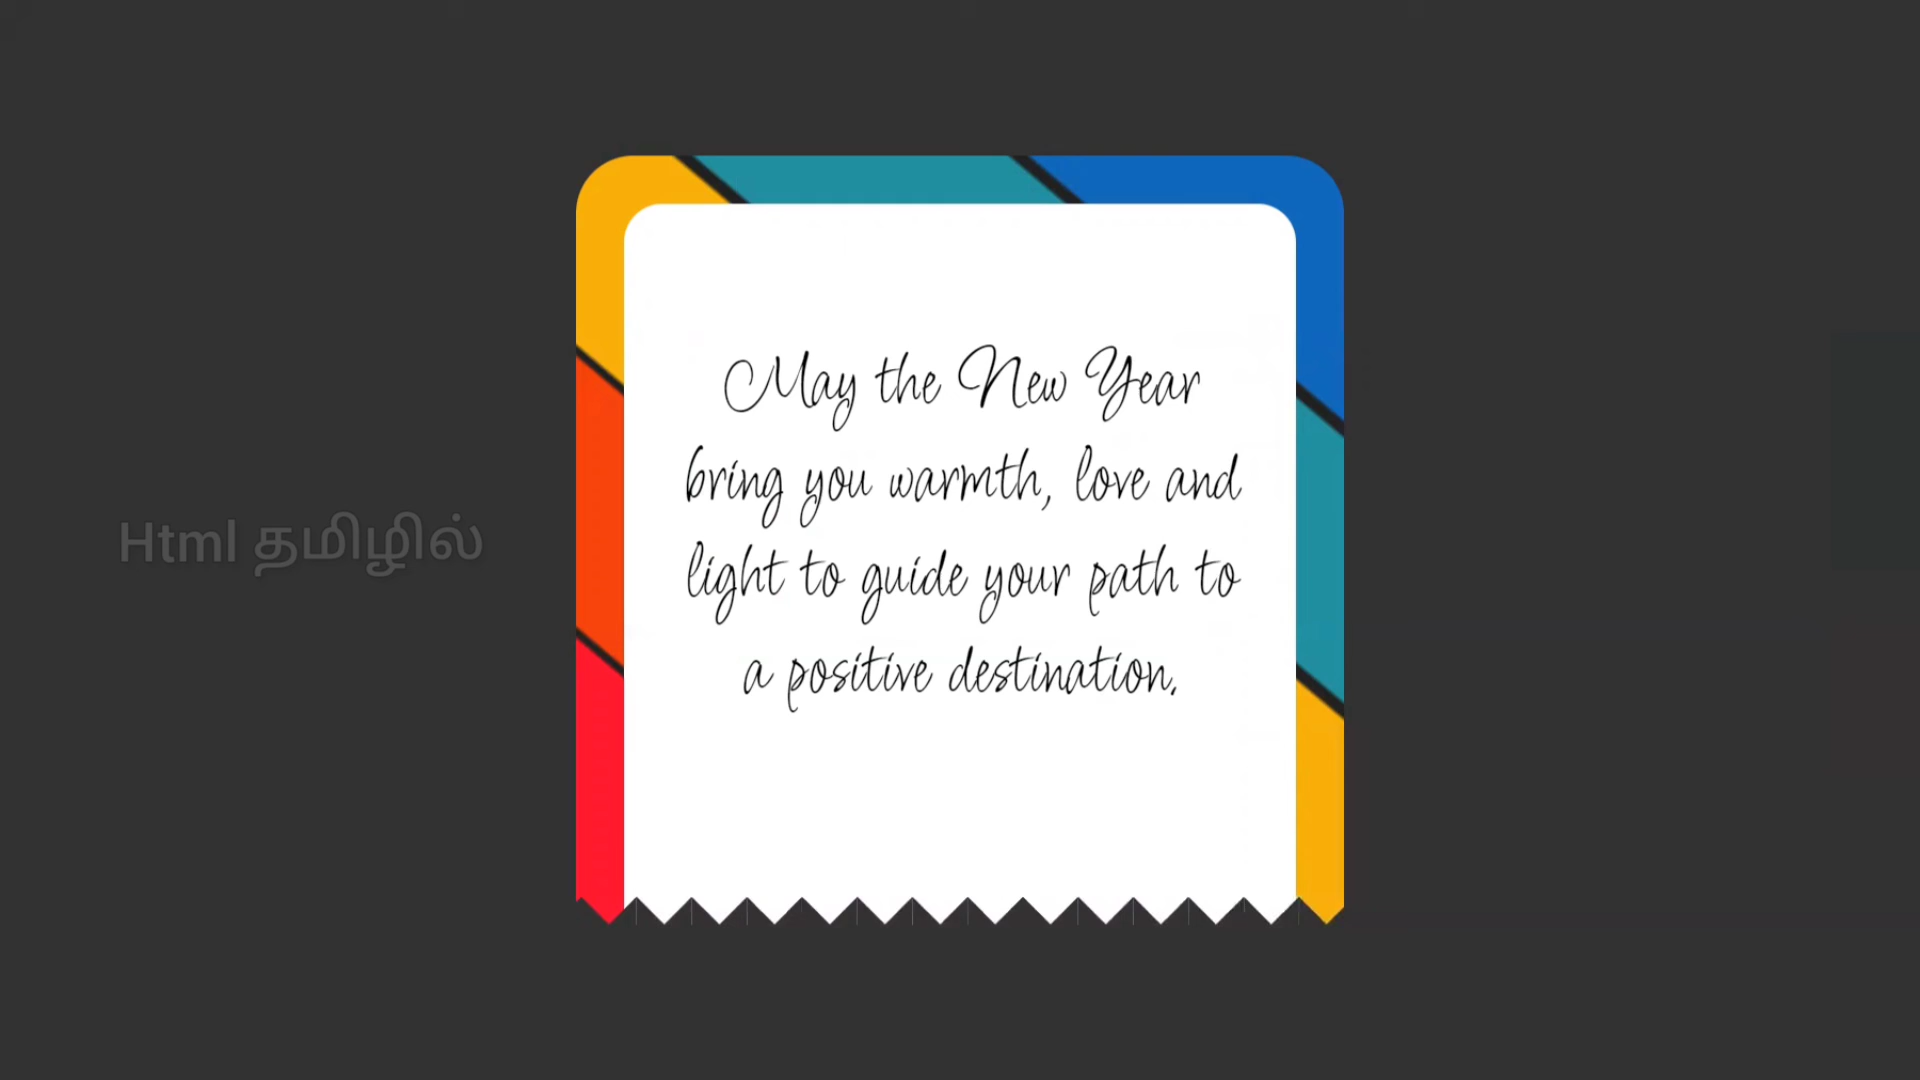 May the New Year
bring you warmth, love and
light to guide your path to
a positive destination.
Html தமிழில்